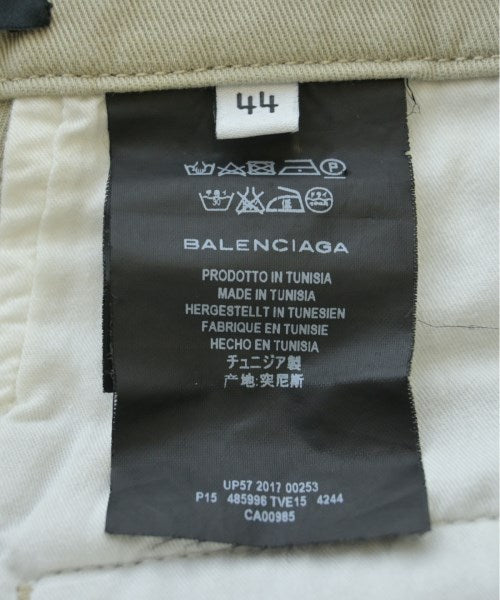 44
BALENCIAGA
PRODOTTO IN TUNISIA
MADE IN TUNISIA
HERGESTELLT IN TUNESIEN
FABRIQUE EN TUNISIE
HECHO EN TUNISIA
チュニジア製
产地:突尼斯
UP57 2017 00253
P15 485996 TVE15 4244
CA00985